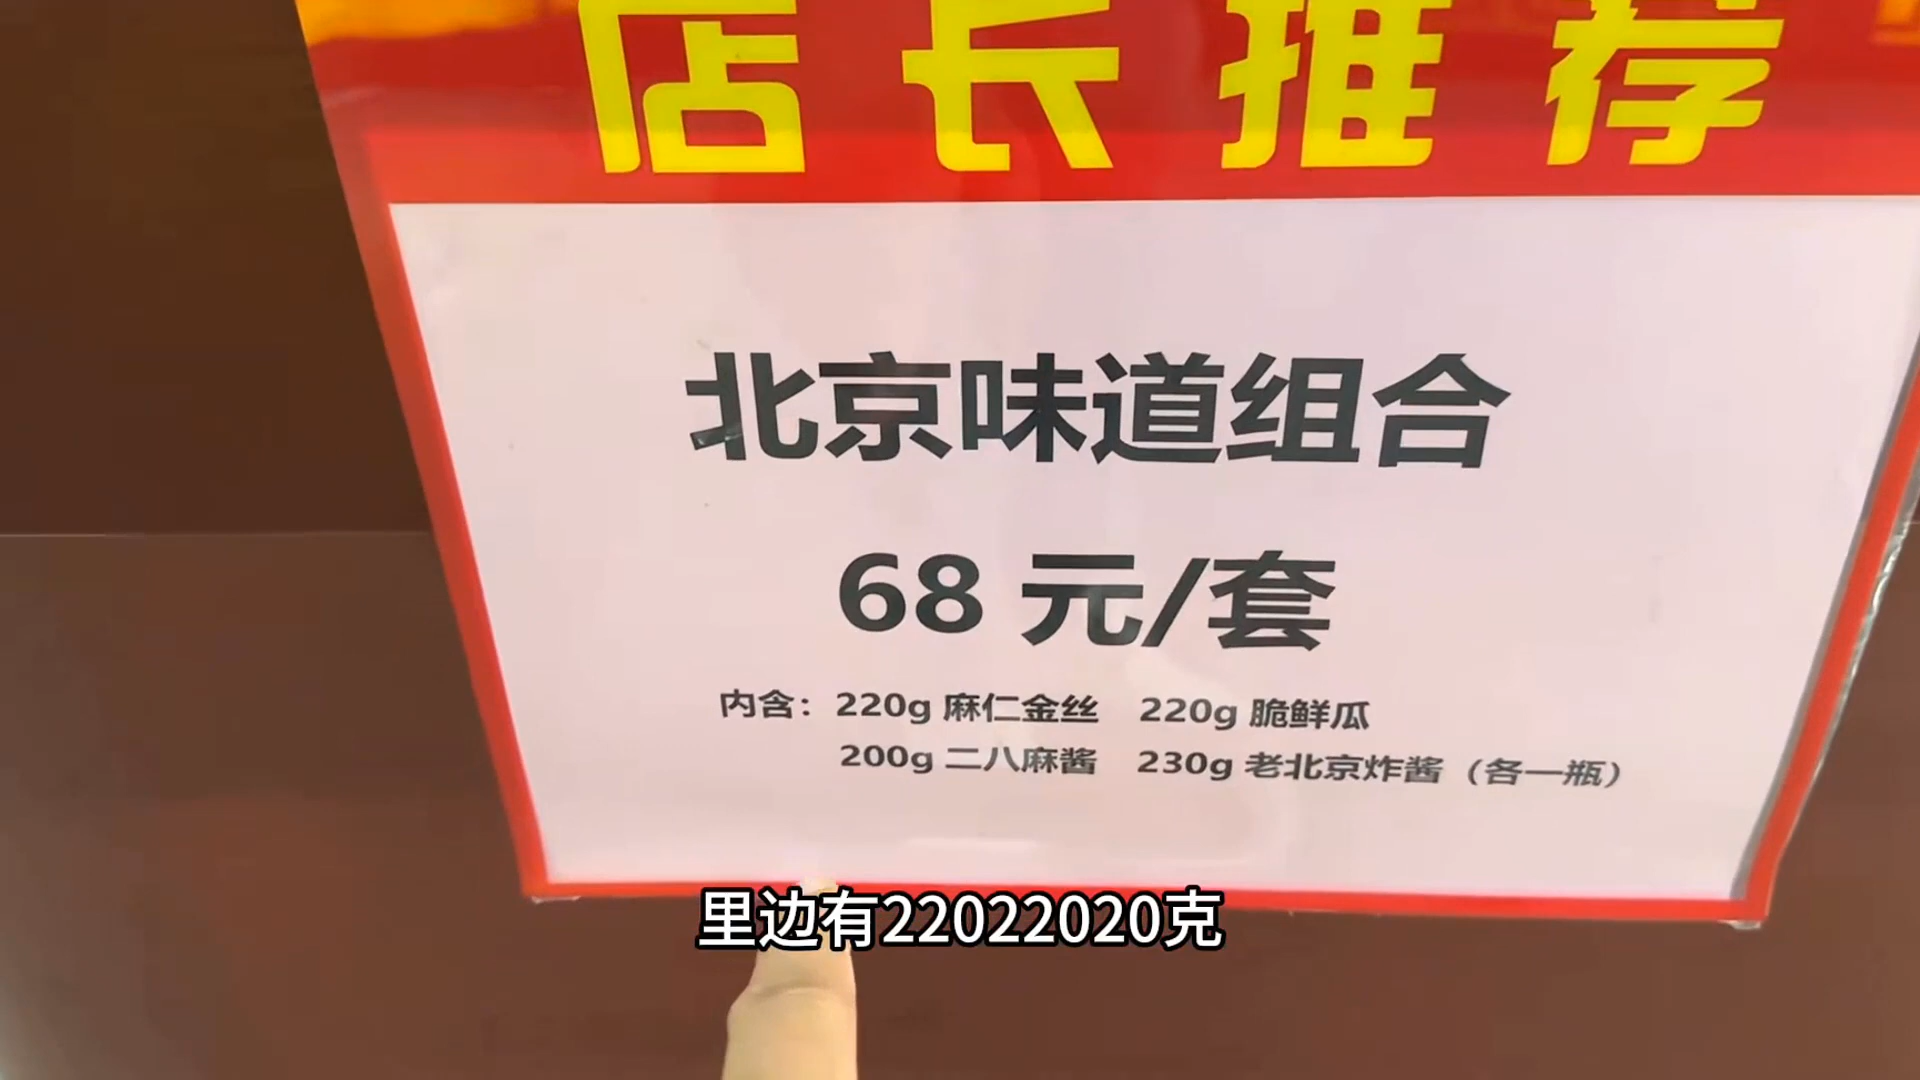 店长推荐
北京味道组合
68 元/套
内含：220g 麻仁金丝 220g 脆鲜瓜
200g 二八麻酱 230g 老北京炸酱（各一瓶）
里边有22022020克